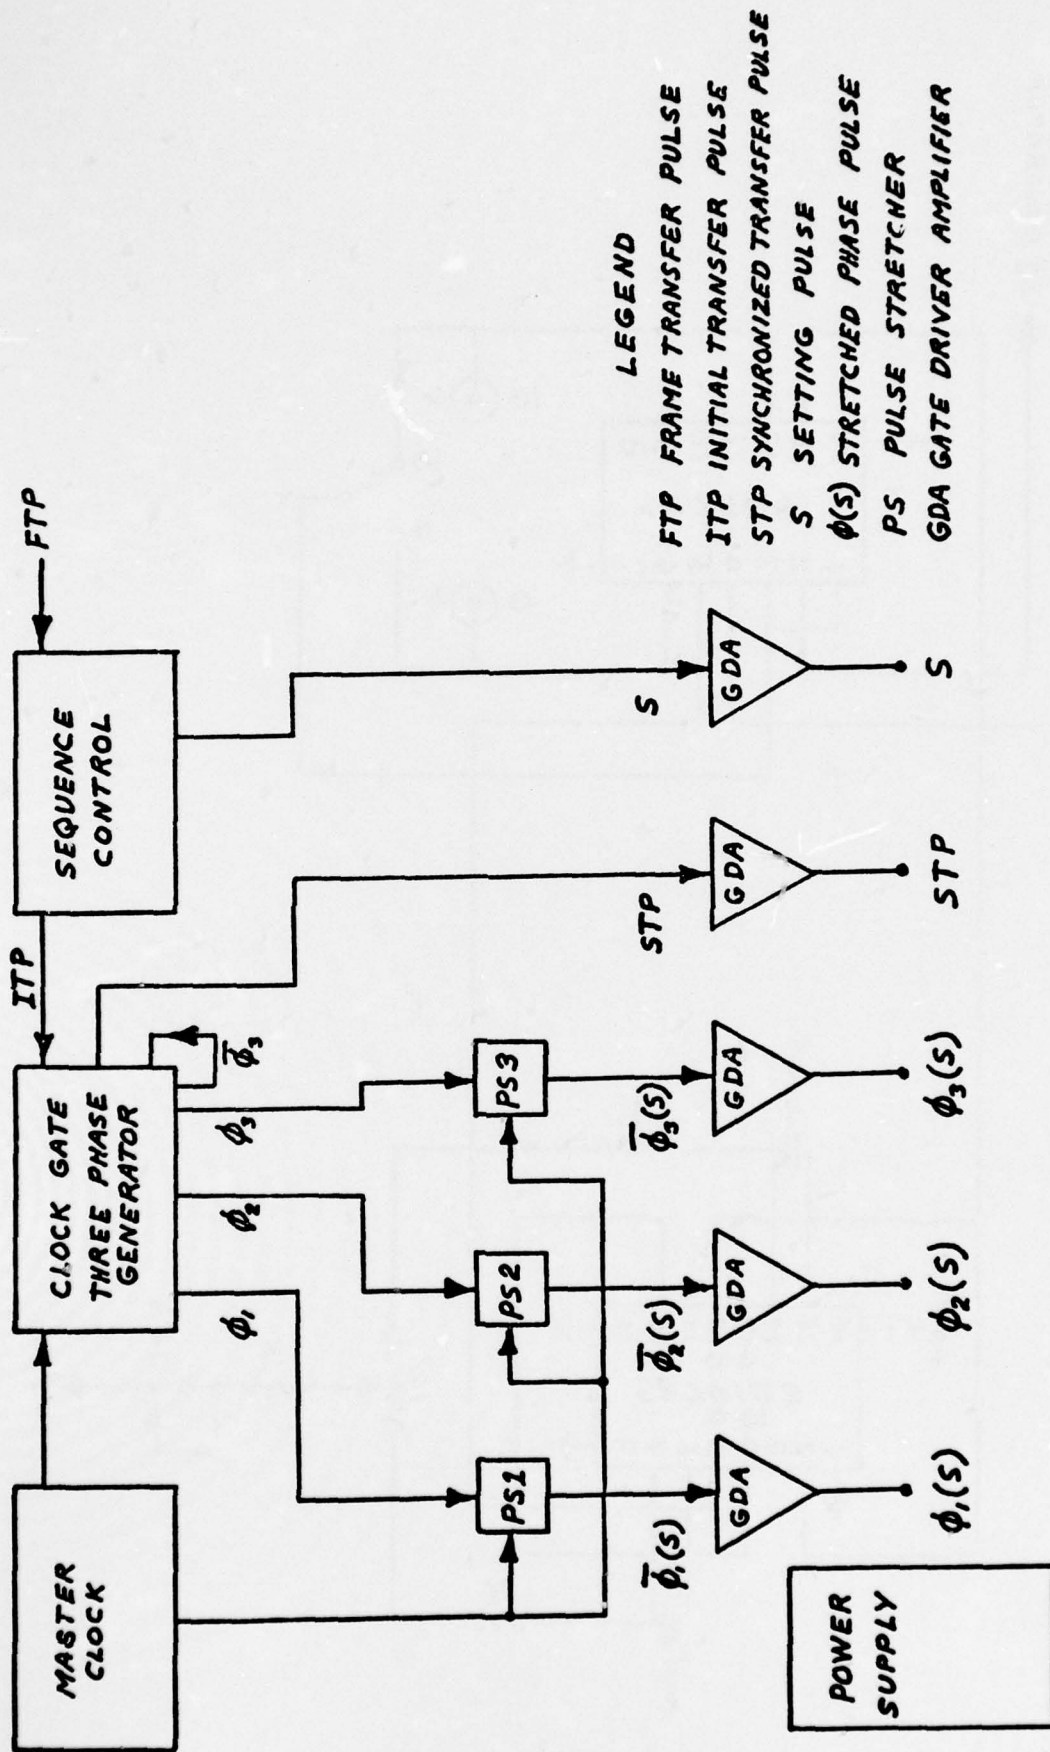 MASTER
CLOCK
CLOCK GATE
THREE PHASE
GENERATOR
ITP
SEQUENCE
CONTROL
FTP
ϕ₁
ϕ₂
ϕ₃
ϕ̅₃
PS1
PS2
PS3
ϕ̅₁(S)
ϕ̅₂(S)
ϕ̅₃(S)
STP
S
GDA
GDA
GDA
GDA
GDA
ϕ₁(S)
ϕ₂(S)
ϕ₃(S)
STP
S
POWER
SUPPLY
LEGEND
FTP FRAME TRANSFER PULSE
ITP INITIAL TRANSFER PULSE
STP SYNCHRONIZED TRANSFER PULSE
S SETTING PULSE
ϕ(S) STRETCHED PHASE PULSE
PS PULSE STRETCHER
GDA GATE DRIVER AMPLIFIER